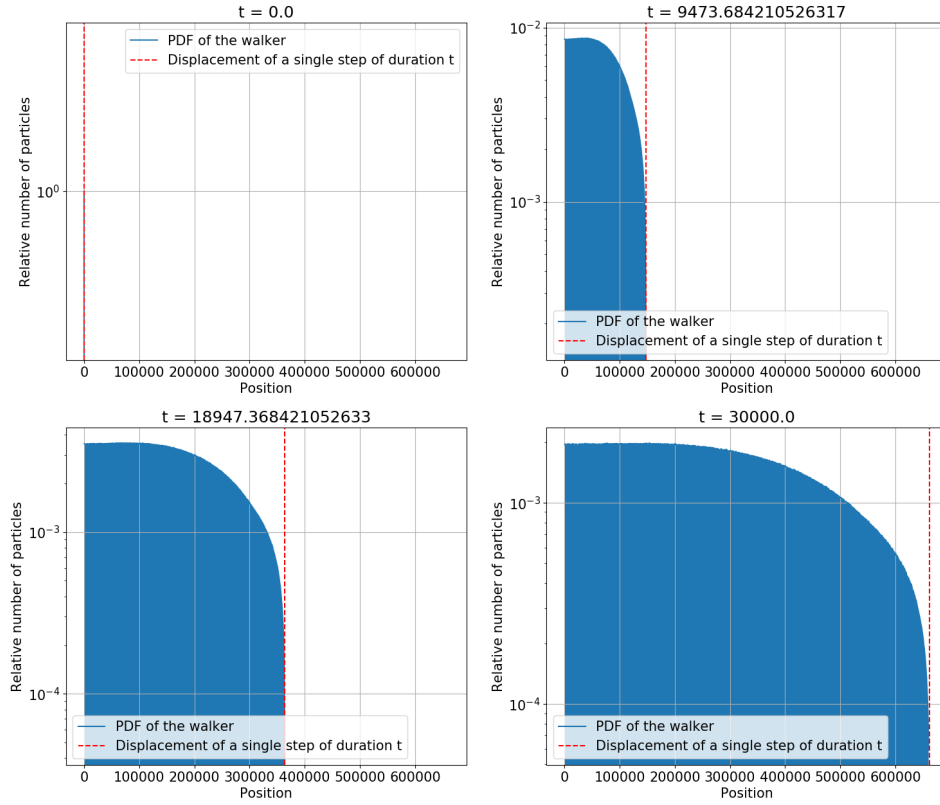 t = 0.0
Relative number of particles
10⁰
PDF of the walker
Displacement of a single step of duration t
0 100000 200000 300000 400000 500000 600000
Position
t = 9473.684210526317
Relative number of particles
10⁻²
10⁻³
PDF of the walker
Displacement of a single step of duration t
0 100000 200000 300000 400000 500000 600000
Position
t = 18947.368421052633
Relative number of particles
10⁻³
10⁻⁴
PDF of the walker
Displacement of a single step of duration t
0 100000 200000 300000 400000 500000 600000
Position
t = 30000.0
Relative number of particles
10⁻³
10⁻⁴
PDF of the walker
Displacement of a single step of duration t
0 100000 200000 300000 400000 500000 600000
Position